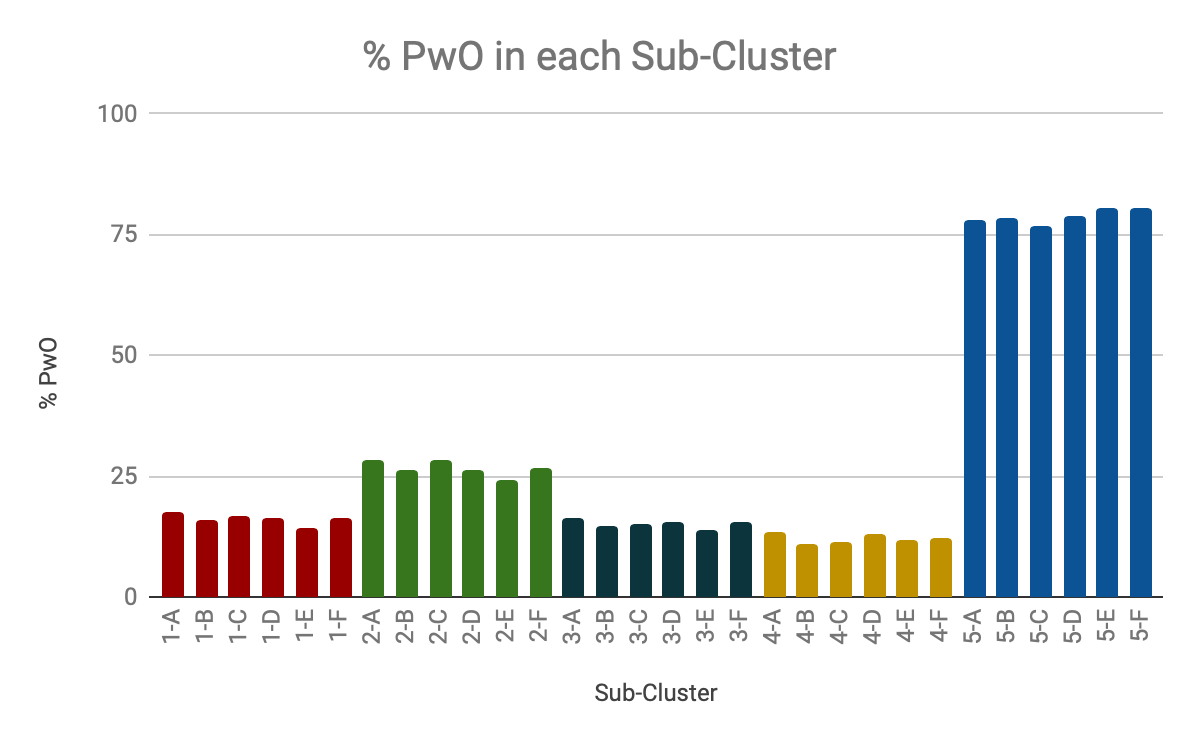 % PwO in each Sub-Cluster
100
75
50
25
0
% PwO
1-A
1-B
1-C
1-D
1-E
1-F
2-A
2-B
2-C
2-D
2-E
2-F
3-A
3-B
3-C
3-D
3-E
3-F
4-A
4-B
4-C
4-D
4-E
4-F
5-A
5-B
5-C
5-D
5-E
5-F
Sub-Cluster